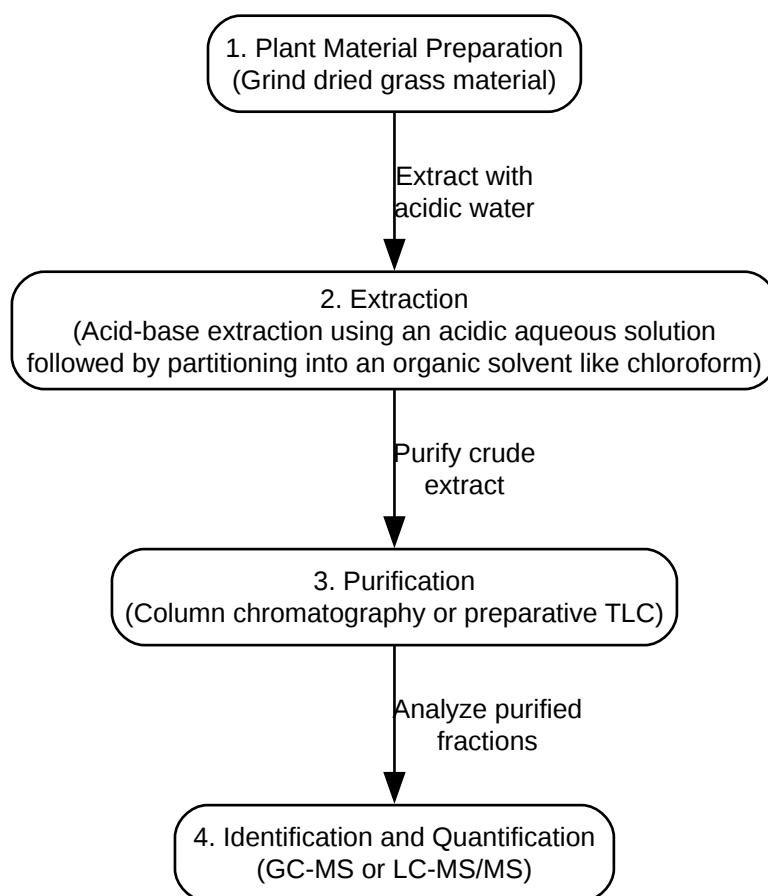 1. Plant Material Preparation
(Grind dried grass material)
Extract with
acidic water
2. Extraction
(Acid-base extraction using an acidic aqueous solution
followed by partitioning into an organic solvent like chloroform)
Purify crude
extract
3. Purification
(Column chromatography or preparative TLC)
Analyze purified
fractions
4. Identification and Quantification
(GC-MS or LC-MS/MS)